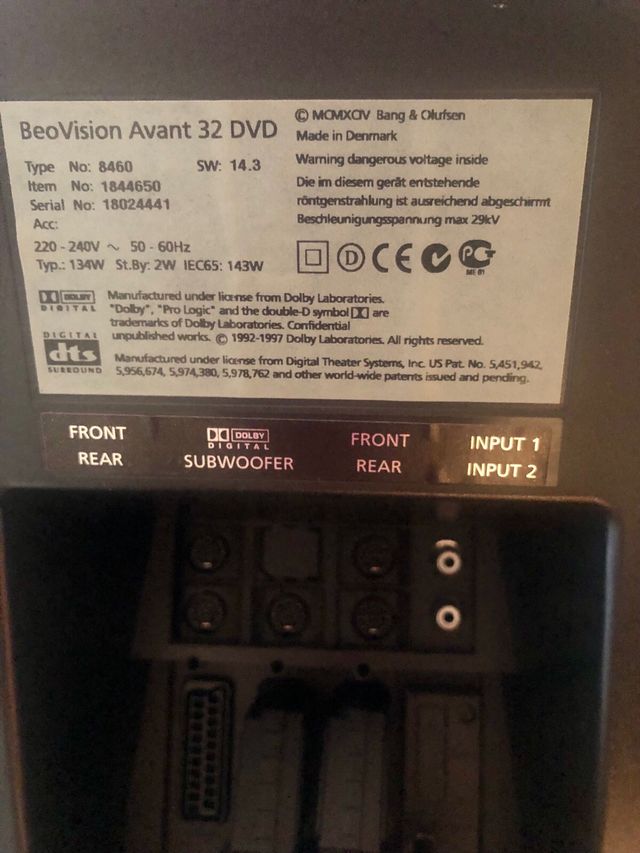 BeoVision Avant 32 DVD
Type No: 8460 SW: 14.3
Item No: 1844650
Serial No: 18024441
Acc:
220 - 240V ~ 50 - 60Hz
Typ.: 134W St.By: 2W IEC65: 143W
© MCMXCIV Bang & Olufsen
Made in Denmark
Warning dangerous voltage inside
Die im diesem gerät entstehende
röntgenstrahlung ist ausreichend abgeschirmt
Beschleunigungsspannung max 29kV
D CE PG
ME 01
DOLBY
DIGITAL
Manufactured under license from Dolby Laboratories.
"Dolby", "Pro Logic" and the double-D symbol are
trademarks of Dolby Laboratories. Confidential
unpublished works. © 1992-1997 Dolby Laboratories. All rights reserved.
DIGITAL
dts
SURROUND
Manufactured under license from Digital Theater Systems, Inc. US Pat. No. 5,451,942,
5,956,674, 5,974,380, 5,978,762 and other world-wide patents issued and pending.
FRONT
REAR
DOLBY
DIGITAL
SUBWOOFER
FRONT
REAR
INPUT 1
INPUT 2